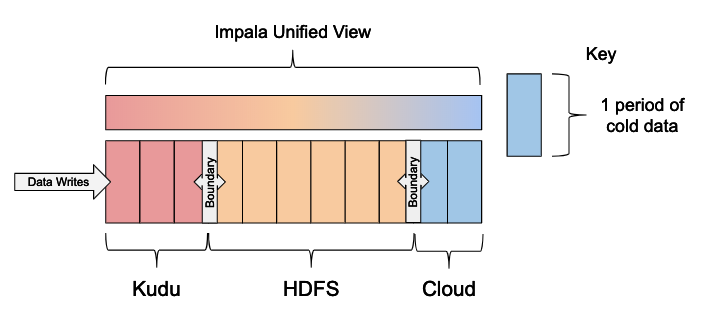 Impala Unified View
Key
1 period of
cold data
Data Writes
Boundary
Boundary
Kudu
HDFS
Cloud